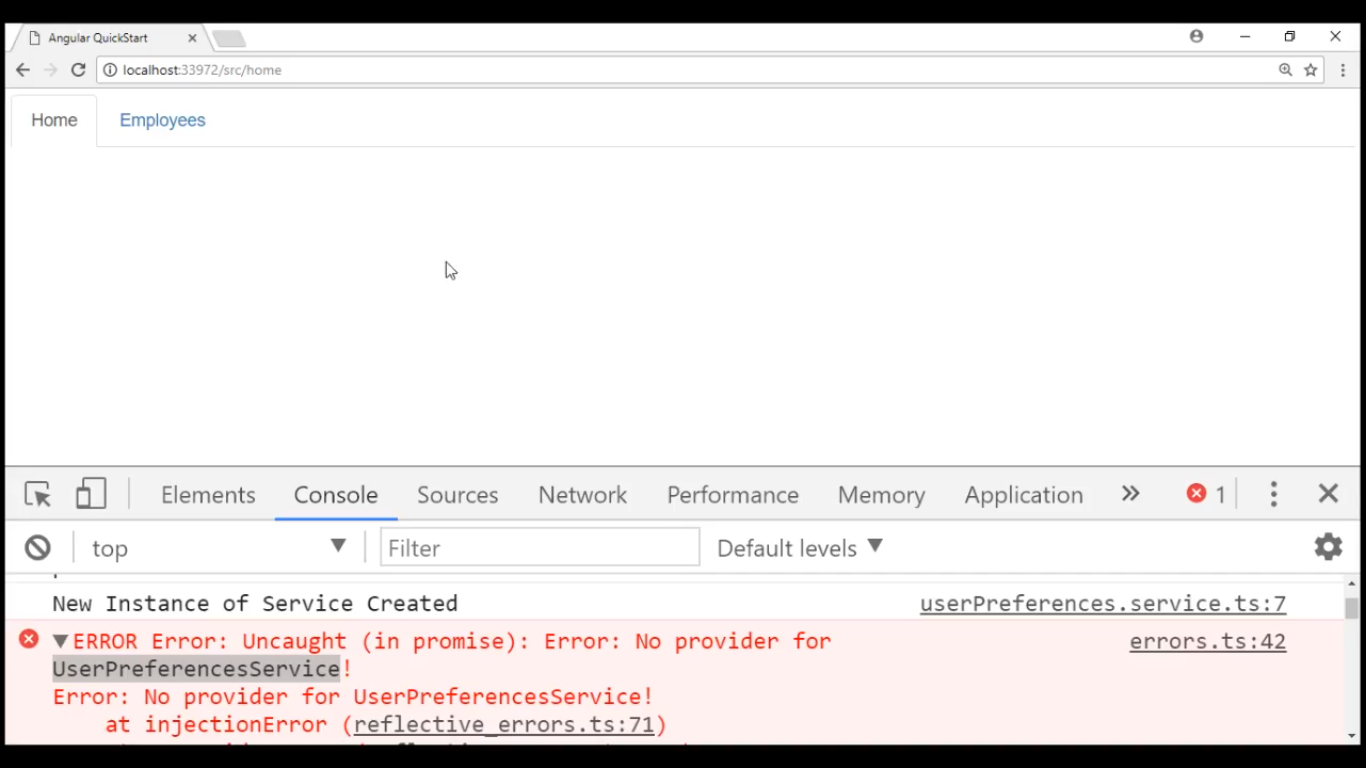 Angular QuickStart
localhost:33972/src/home
Home Employees
Elements Console Sources Network Performance Memory Application 1
top Filter Default levels
New Instance of Service Created userPreferences.service.ts:7
ERROR Error: Uncaught (in promise): Error: No provider for errors.ts:42
UserPreferencesService!
Error: No provider for UserPreferencesService!
at injectionError (reflective_errors.ts:71)